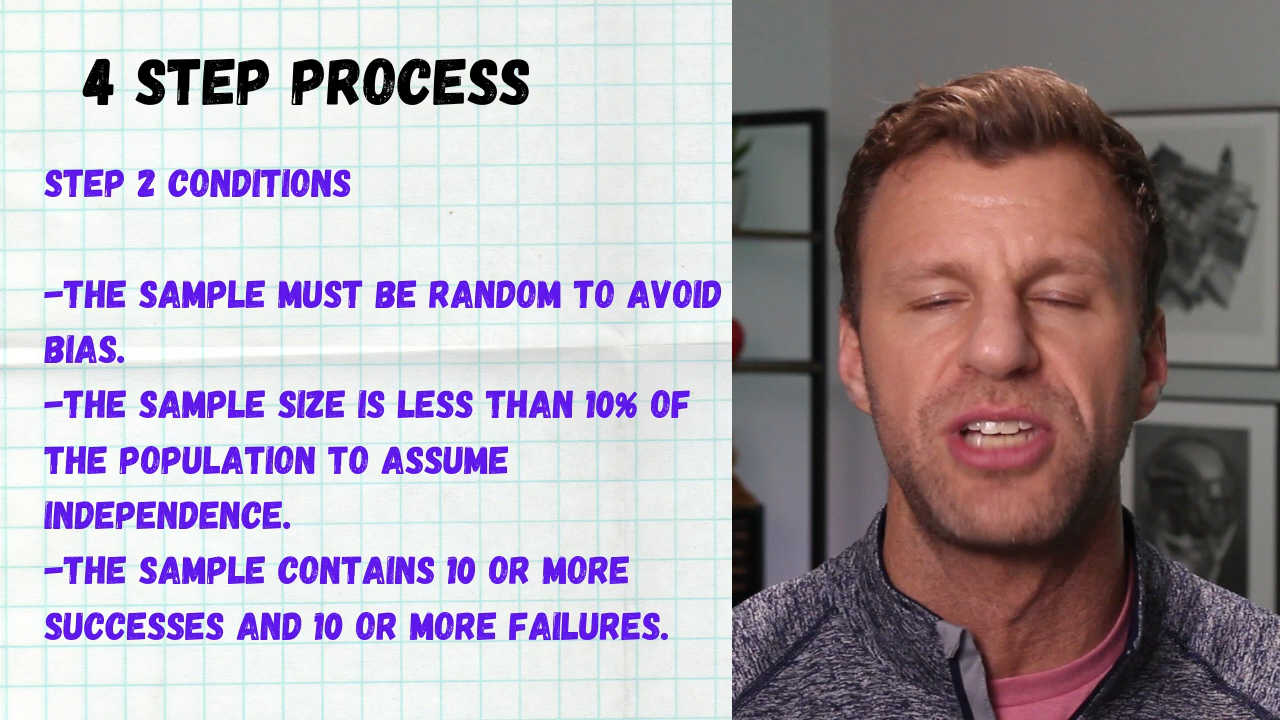 4 STEP PROCESS
STEP 2 CONDITIONS
-THE SAMPLE MUST BE RANDOM TO AVOID
BIAS.
-THE SAMPLE SIZE IS LESS THAN 10% OF
THE POPULATION TO ASSUME
INDEPENDENCE.
-THE SAMPLE CONTAINS 10 OR MORE
SUCCESSES AND 10 OR MORE FAILURES.